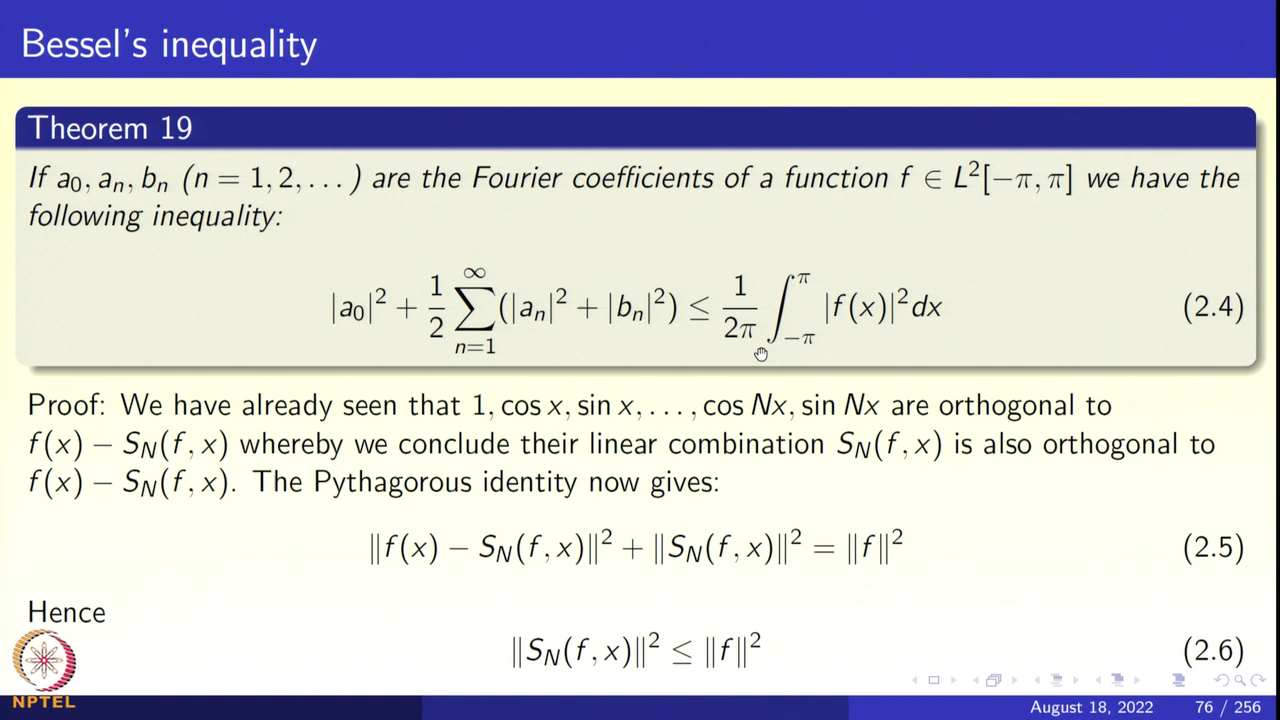 Bessel's inequality
Theorem 19
If a₀, aₙ, bₙ (n = 1, 2, . . . ) are the Fourier coefficients of a function f ∈ L²[−π, π] we have the
following inequality:
|a₀|² + 1/2 ∑_{n=1}^{∞} (|aₙ|² + |bₙ|²) ≤ 1/2π ∫_{−π}^{π} |f(x)|² dx (2.4)
Proof: We have already seen that 1, cos x, sin x, . . . , cos Nx, sin Nx are orthogonal to
f(x) − S_N(f, x) whereby we conclude their linear combination S_N(f, x) is also orthogonal to
f(x) − S_N(f, x). The Pythagorous identity now gives:
‖f(x) − S_N(f, x)‖² + ‖S_N(f, x)‖² = ‖f‖² (2.5)
Hence
‖S_N(f, x)‖² ≤ ‖f‖² (2.6)
NPTEL
August 18, 2022 76 / 256